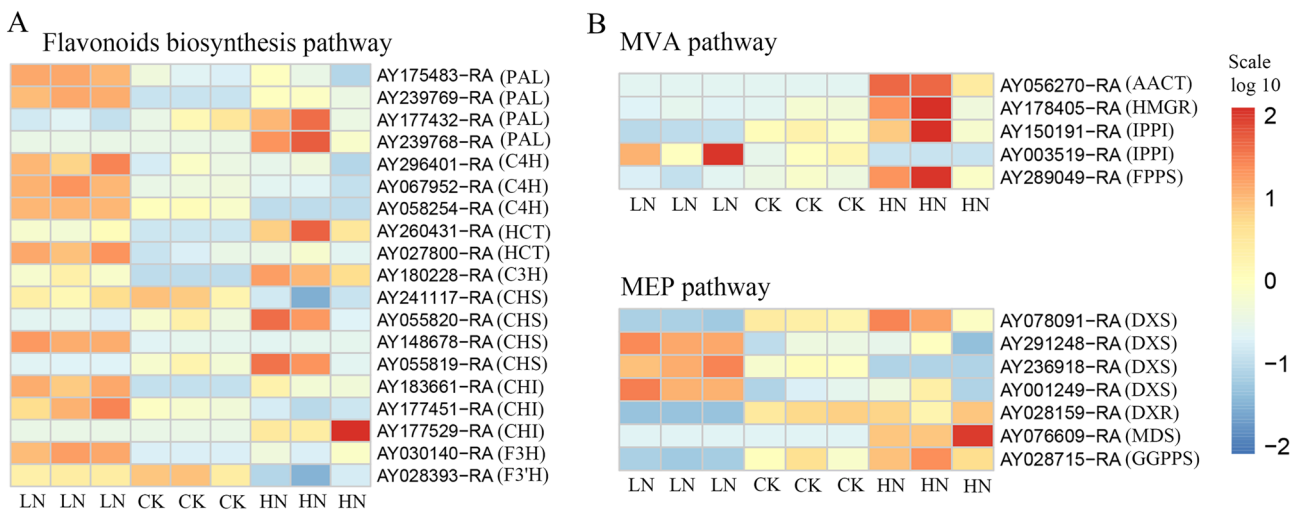 A
Flavonoids biosynthesis pathway
AY175483-RA (PAL)
AY239769-RA (PAL)
AY177432-RA (PAL)
AY239768-RA (PAL)
AY296401-RA (C4H)
AY067952-RA (C4H)
AY058254-RA (C4H)
AY260431-RA (HCT)
AY027800-RA (HCT)
AY180228-RA (C3H)
AY241117-RA (CHS)
AY055820-RA (CHS)
AY148678-RA (CHS)
AY055819-RA (CHS)
AY183661-RA (CHI)
AY177451-RA (CHI)
AY177529-RA (CHI)
AY030140-RA (F3H)
AY028393-RA (F3'H)
LN LN LN CK CK CK HN HN HN
B
MVA pathway
AY056270-RA (AACT)
AY178405-RA (HMGR)
AY150191-RA (IPPI)
AY003519-RA (IPPI)
AY289049-RA (FPPS)
LN LN LN CK CK CK HN HN HN
MEP pathway
AY078091-RA (DXS)
AY291248-RA (DXS)
AY236918-RA (DXS)
AY001249-RA (DXS)
AY028159-RA (DXR)
AY076609-RA (MDS)
AY028715-RA (GGPPS)
LN LN LN CK CK CK HN HN HN
Scale
log 10
2
1
0
−1
−2